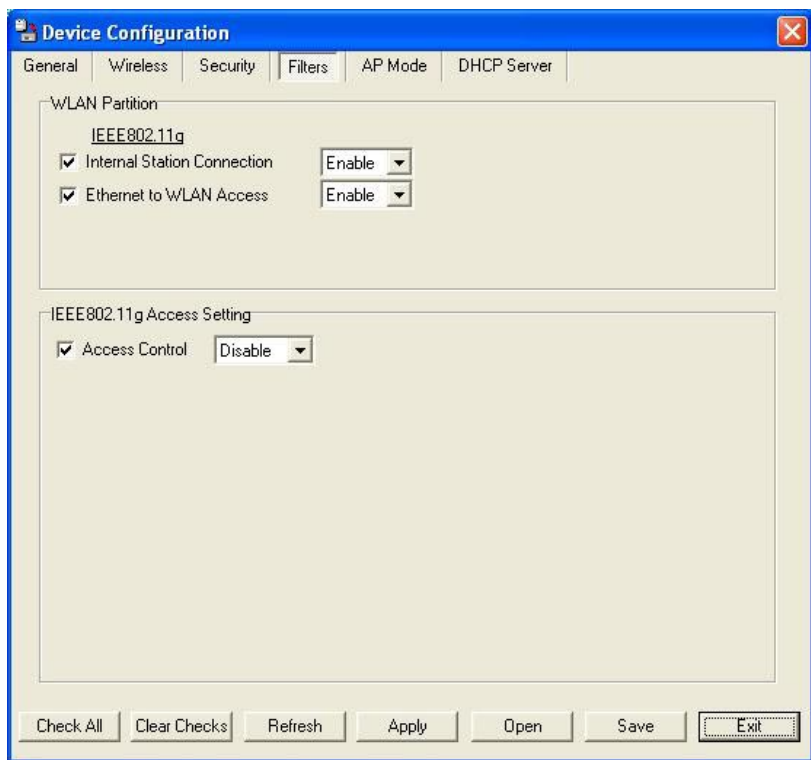 Device Configuration
General Wireless Security Filters AP Mode DHCP Server
WLAN Partition
IEEE802.11g
Internal Station Connection Enable
Ethernet to WLAN Access Enable
IEEE802.11g Access Setting
Access Control Disable
Check All Clear Checks Refresh Apply Open Save Exit